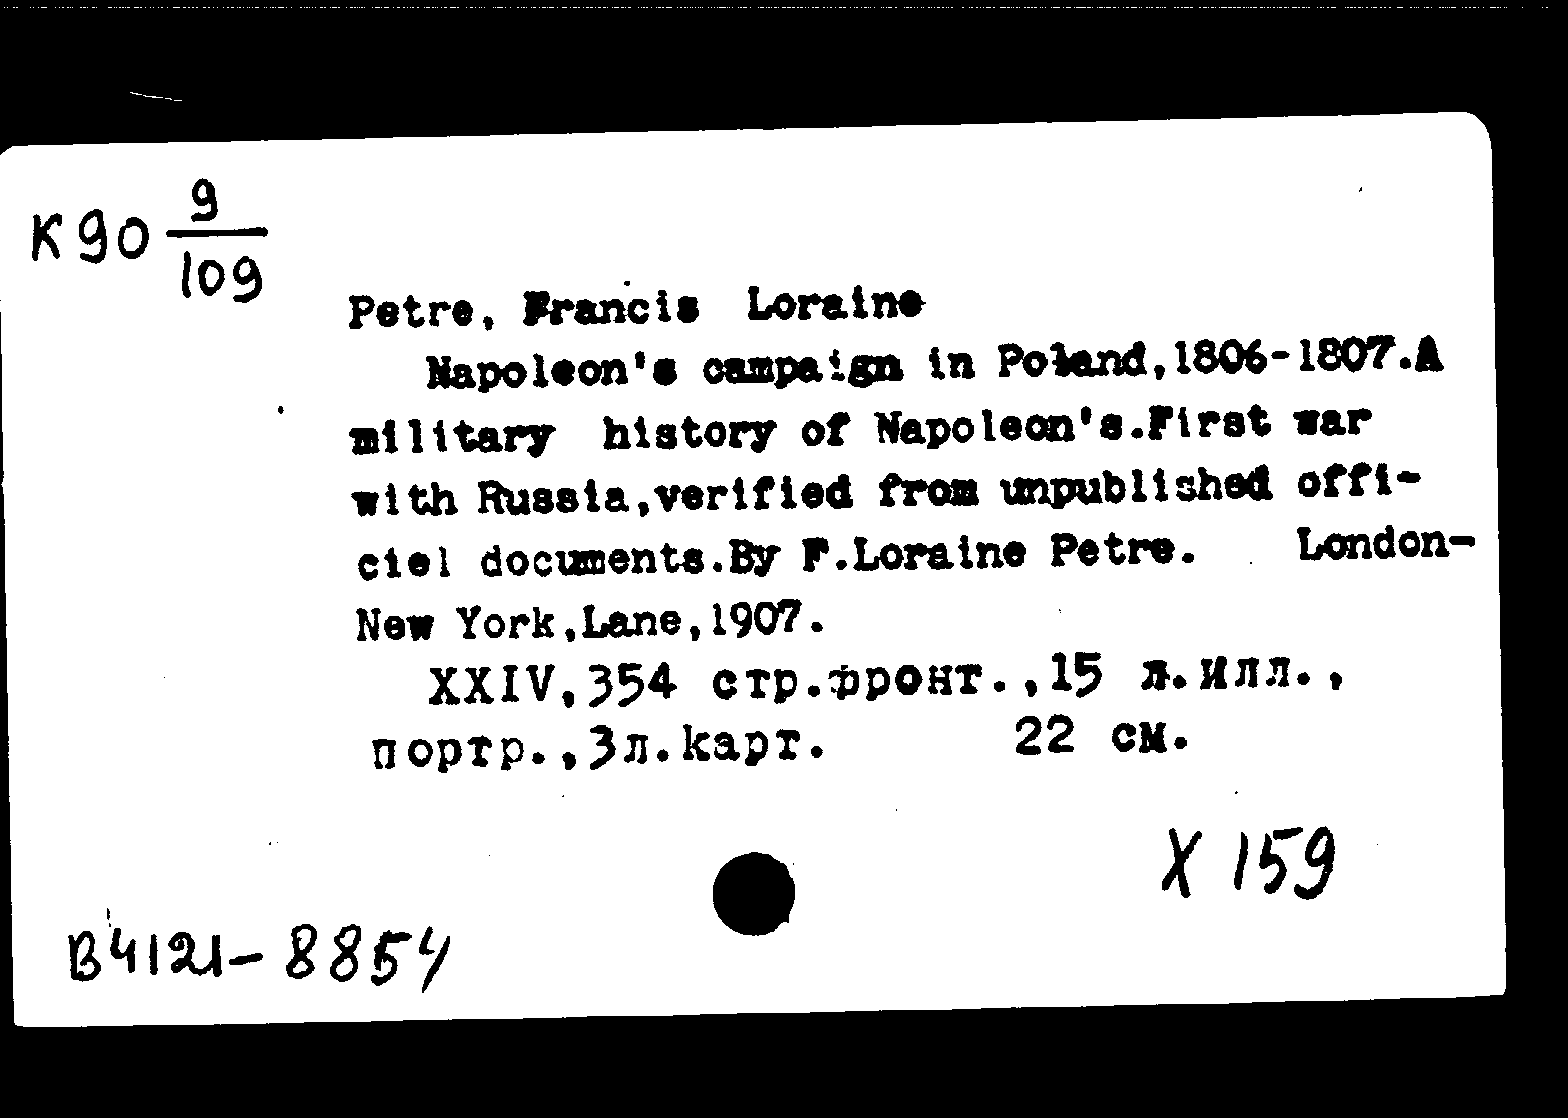 К 90 9/109
Petre, Francis Loraine
Napoleon's campaign in Poland,1806-1807.A
military history of Napoleon's.First war
with Russia,verified from unpublished offi-
ciel documents.By F.Loraine Petre. London-
New York,Lane,1907.
XXIV,354 стр.фронт.,15 л.илл.,
портр.,3л.карт. 22 см.
X 159
В4121-8854